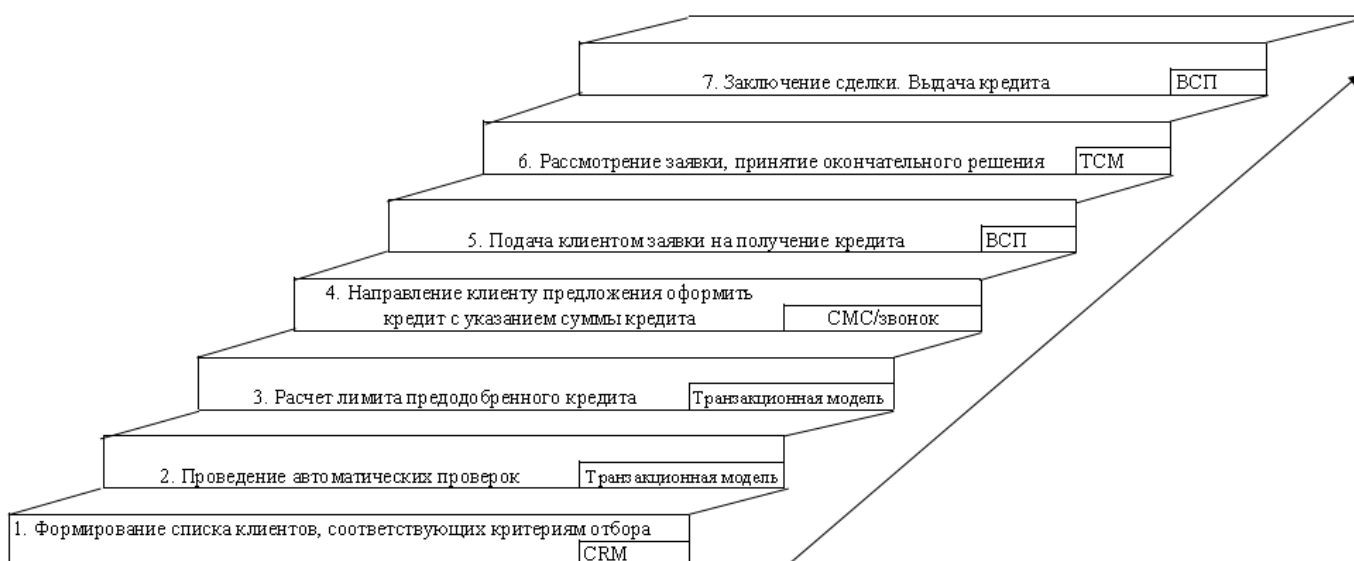 7. Заключение сделки. Выдача кредита
ВСП
6. Рассмотрение заявки, принятие окончательного решения
ТСМ
5. Подача клиентом заявки на получение кредита
ВСП
4. Направление клиенту предложения оформить
кредит с указанием суммы кредита
СМС/звонок
3. Расчет лимита предодобренного кредита
Транзакционная модель
2. Проведение автоматических проверок
Транзакционная модель
1. Формирование списка клиентов, соответствующих критериям отбора
CRM